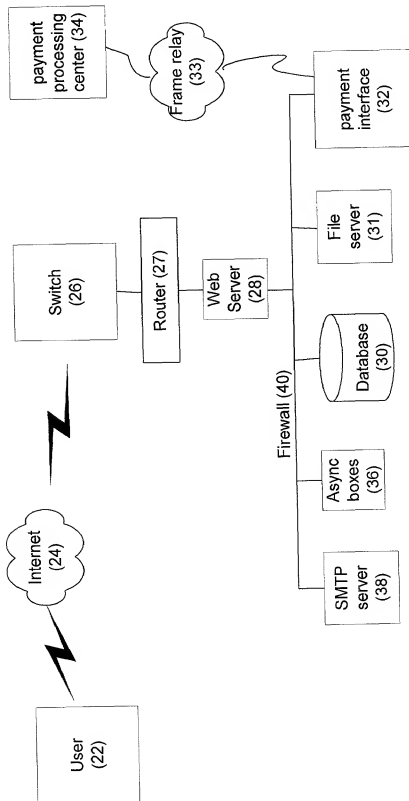 User
(22)
Internet
(24)
Switch
(26)
Router (27)
Web
Server
(28)
payment
processing
center (34)
Frame relay
(33)
Firewall (40)
SMTP
server
(38)
Async
boxes
(36)
Database
(30)
File
server
(31)
payment
interface
(32)